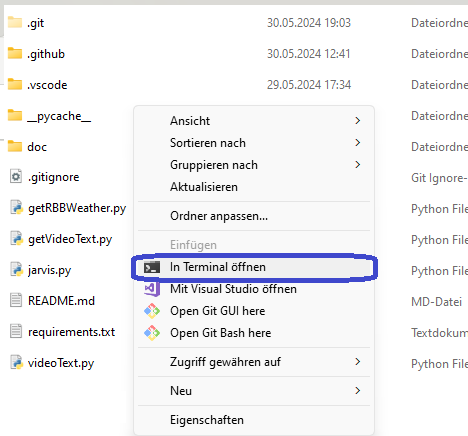 .git 30.05.2024 19:03 Dateiordne
.github 30.05.2024 12:41 Dateiordne
.vscode 29.05.2024 17:34 Dateiordne
__pycache__ Dateiordne
doc Dateiordne
.gitignore Git Ignore-
getRBBWeather.py Python File
getVideoText.py Python File
jarvis.py Python File
README.md MD-Datei
requirements.txt Textdokum
videoText.py Python File
Ansicht
Sortieren nach
Gruppieren nach
Aktualisieren
Ordner anpassen...
Einfügen
In Terminal öffnen
Mit Visual Studio öffnen
Open Git GUI here
Open Git Bash here
Zugriff gewähren auf
Neu
Eigenschaften